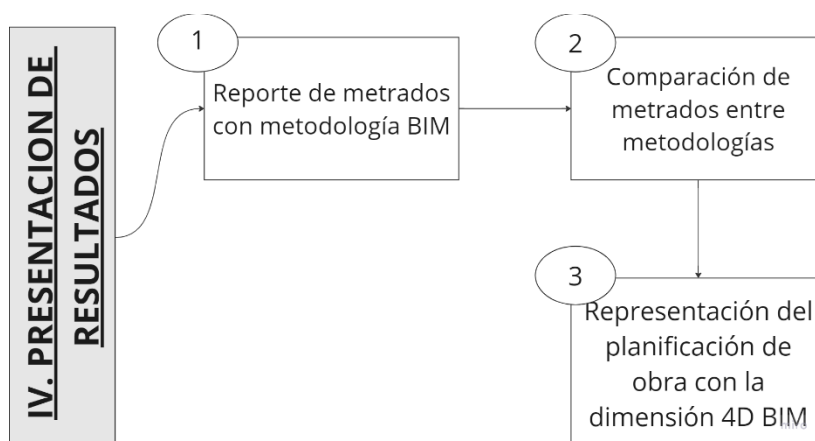 IV. PRESENTACION DE
RESULTADOS
1
Reporte de metrados
con metodología BIM
2
Comparación de
metrados entre
metodologías
3
Representación del
planificación de
obra con la
dimensión 4D BIM
miro